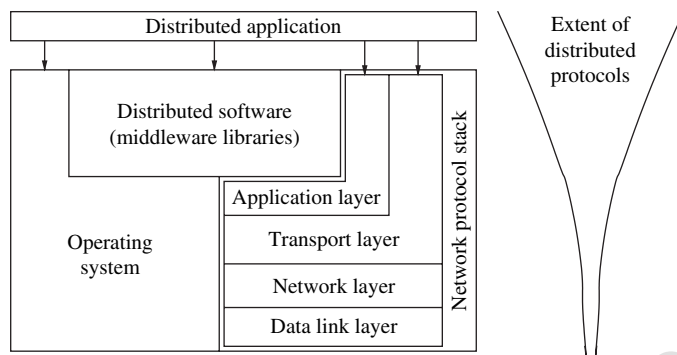 Distributed application
Extent of
distributed
protocols
Distributed software
(middleware libraries)
Network protocol stack
Application layer
Operating
system
Transport layer
Network layer
Data link layer